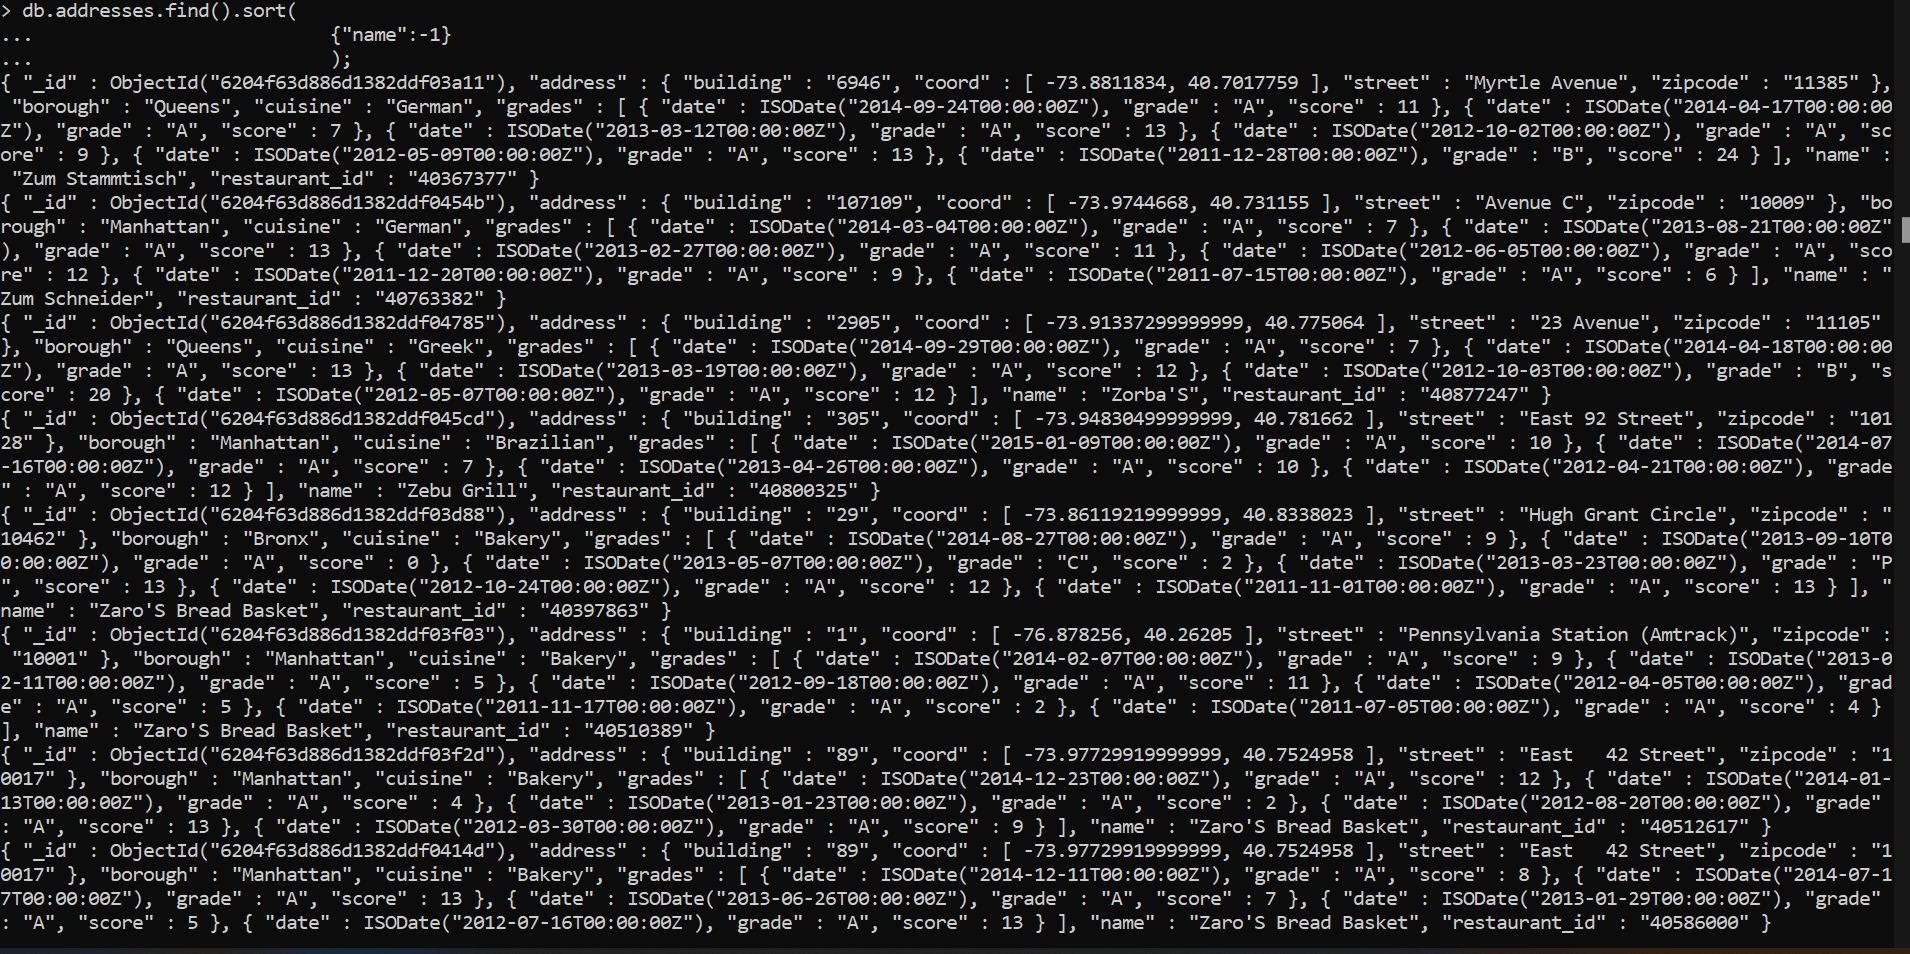 > db.addresses.find().sort(
...                           {"name":-1}
...                           );
{ "_id" : ObjectId("6204f63d886d1382ddf03a11"), "address" : { "building" : "6946", "coord" : [ -73.8811834, 40.7017759 ], "street" : "Myrtle Avenue", "zipcode" : "11385" },
 "borough" : "Queens", "cuisine" : "German", "grades" : [ { "date" : ISODate("2014-09-24T00:00:00Z"), "grade" : "A", "score" : 11 }, { "date" : ISODate("2014-04-17T00:00:00
Z"), "grade" : "A", "score" : 7 }, { "date" : ISODate("2013-03-12T00:00:00Z"), "grade" : "A", "score" : 13 }, { "date" : ISODate("2012-10-02T00:00:00Z"), "grade" : "A", "sc
ore" : 9 }, { "date" : ISODate("2012-05-09T00:00:00Z"), "grade" : "A", "score" : 13 }, { "date" : ISODate("2011-12-28T00:00:00Z"), "grade" : "B", "score" : 24 } ], "name" :
 "Zum Stammtisch", "restaurant_id" : "40367377" }
{ "_id" : ObjectId("6204f63d886d1382ddf0454b"), "address" : { "building" : "107109", "coord" : [ -73.9744668, 40.731155 ], "street" : "Avenue C", "zipcode" : "10009" }, "bo
rough" : "Manhattan", "cuisine" : "German", "grades" : [ { "date" : ISODate("2014-03-04T00:00:00Z"), "grade" : "A", "score" : 7 }, { "date" : ISODate("2013-08-21T00:00:00Z"
), "grade" : "A", "score" : 13 }, { "date" : ISODate("2013-02-27T00:00:00Z"), "grade" : "A", "score" : 11 }, { "date" : ISODate("2012-06-05T00:00:00Z"), "grade" : "A", "sco
re" : 12 }, { "date" : ISODate("2011-12-20T00:00:00Z"), "grade" : "A", "score" : 9 }, { "date" : ISODate("2011-07-15T00:00:00Z"), "grade" : "A", "score" : 6 } ], "name" : "
Zum Schneider", "restaurant_id" : "40763382" }
{ "_id" : ObjectId("6204f63d886d1382ddf04785"), "address" : { "building" : "2905", "coord" : [ -73.91337299999999, 40.775064 ], "street" : "23 Avenue", "zipcode" : "11105"
}, "borough" : "Queens", "cuisine" : "Greek", "grades" : [ { "date" : ISODate("2014-09-29T00:00:00Z"), "grade" : "A", "score" : 7 }, { "date" : ISODate("2014-04-18T00:00:00
Z"), "grade" : "A", "score" : 13 }, { "date" : ISODate("2013-03-19T00:00:00Z"), "grade" : "A", "score" : 12 }, { "date" : ISODate("2012-10-03T00:00:00Z"), "grade" : "B", "s
core" : 20 }, { "date" : ISODate("2012-05-07T00:00:00Z"), "grade" : "A", "score" : 12 } ], "name" : "Zorba'S", "restaurant_id" : "40877247" }
{ "_id" : ObjectId("6204f63d886d1382ddf045cd"), "address" : { "building" : "305", "coord" : [ -73.94830499999999, 40.781662 ], "street" : "East 92 Street", "zipcode" : "101
28" }, "borough" : "Manhattan", "cuisine" : "Brazilian", "grades" : [ { "date" : ISODate("2015-01-09T00:00:00Z"), "grade" : "A", "score" : 10 }, { "date" : ISODate("2014-07
-16T00:00:00Z"), "grade" : "A", "score" : 7 }, { "date" : ISODate("2013-04-26T00:00:00Z"), "grade" : "A", "score" : 10 }, { "date" : ISODate("2012-04-21T00:00:00Z"), "grade
" : "A", "score" : 12 } ], "name" : "Zebu Grill", "restaurant_id" : "40800325" }
{ "_id" : ObjectId("6204f63d886d1382ddf03d88"), "address" : { "building" : "29", "coord" : [ -73.86119219999999, 40.8338023 ], "street" : "Hugh Grant Circle", "zipcode" : "
10462" }, "borough" : "Bronx", "cuisine" : "Bakery", "grades" : [ { "date" : ISODate("2014-08-27T00:00:00Z"), "grade" : "A", "score" : 9 }, { "date" : ISODate("2013-09-10T0
0:00:00Z"), "grade" : "A", "score" : 0 }, { "date" : ISODate("2013-05-07T00:00:00Z"), "grade" : "C", "score" : 2 }, { "date" : ISODate("2013-03-23T00:00:00Z"), "grade" : "P
", "score" : 13 }, { "date" : ISODate("2012-10-24T00:00:00Z"), "grade" : "A", "score" : 12 }, { "date" : ISODate("2011-11-01T00:00:00Z"), "grade" : "A", "score" : 13 } ], "
name" : "Zaro'S Bread Basket", "restaurant_id" : "40397863" }
{ "_id" : ObjectId("6204f63d886d1382ddf03f03"), "address" : { "building" : "1", "coord" : [ -76.878256, 40.26205 ], "street" : "Pennsylvania Station (Amtrack)", "zipcode" :
 "10001" }, "borough" : "Manhattan", "cuisine" : "Bakery", "grades" : [ { "date" : ISODate("2014-02-07T00:00:00Z"), "grade" : "A", "score" : 9 }, { "date" : ISODate("2013-0
2-11T00:00:00Z"), "grade" : "A", "score" : 5 }, { "date" : ISODate("2012-09-18T00:00:00Z"), "grade" : "A", "score" : 11 }, { "date" : ISODate("2012-04-05T00:00:00Z"), "grad
e" : "A", "score" : 5 }, { "date" : ISODate("2011-11-17T00:00:00Z"), "grade" : "A", "score" : 2 }, { "date" : ISODate("2011-07-05T00:00:00Z"), "grade" : "A", "score" : 4 }
], "name" : "Zaro'S Bread Basket", "restaurant_id" : "40510389" }
{ "_id" : ObjectId("6204f63d886d1382ddf03f2d"), "address" : { "building" : "89", "coord" : [ -73.97729919999999, 40.7524958 ], "street" : "East   42 Street", "zipcode" : "1
0017" }, "borough" : "Manhattan", "cuisine" : "Bakery", "grades" : [ { "date" : ISODate("2014-12-23T00:00:00Z"), "grade" : "A", "score" : 12 }, { "date" : ISODate("2014-01-
13T00:00:00Z"), "grade" : "A", "score" : 4 }, { "date" : ISODate("2013-01-23T00:00:00Z"), "grade" : "A", "score" : 2 }, { "date" : ISODate("2012-08-20T00:00:00Z"), "grade"
: "A", "score" : 13 }, { "date" : ISODate("2012-03-30T00:00:00Z"), "grade" : "A", "score" : 9 } ], "name" : "Zaro'S Bread Basket", "restaurant_id" : "40512617" }
{ "_id" : ObjectId("6204f63d886d1382ddf0414d"), "address" : { "building" : "89", "coord" : [ -73.97729919999999, 40.7524958 ], "street" : "East   42 Street", "zipcode" : "1
0017" }, "borough" : "Manhattan", "cuisine" : "Bakery", "grades" : [ { "date" : ISODate("2014-12-11T00:00:00Z"), "grade" : "A", "score" : 8 }, { "date" : ISODate("2014-07-1
7T00:00:00Z"), "grade" : "A", "score" : 13 }, { "date" : ISODate("2013-06-26T00:00:00Z"), "grade" : "A", "score" : 7 }, { "date" : ISODate("2013-01-29T00:00:00Z"), "grade"
: "A", "score" : 5 }, { "date" : ISODate("2012-07-16T00:00:00Z"), "grade" : "A", "score" : 13 } ], "name" : "Zaro'S Bread Basket", "restaurant_id" : "40586000" }